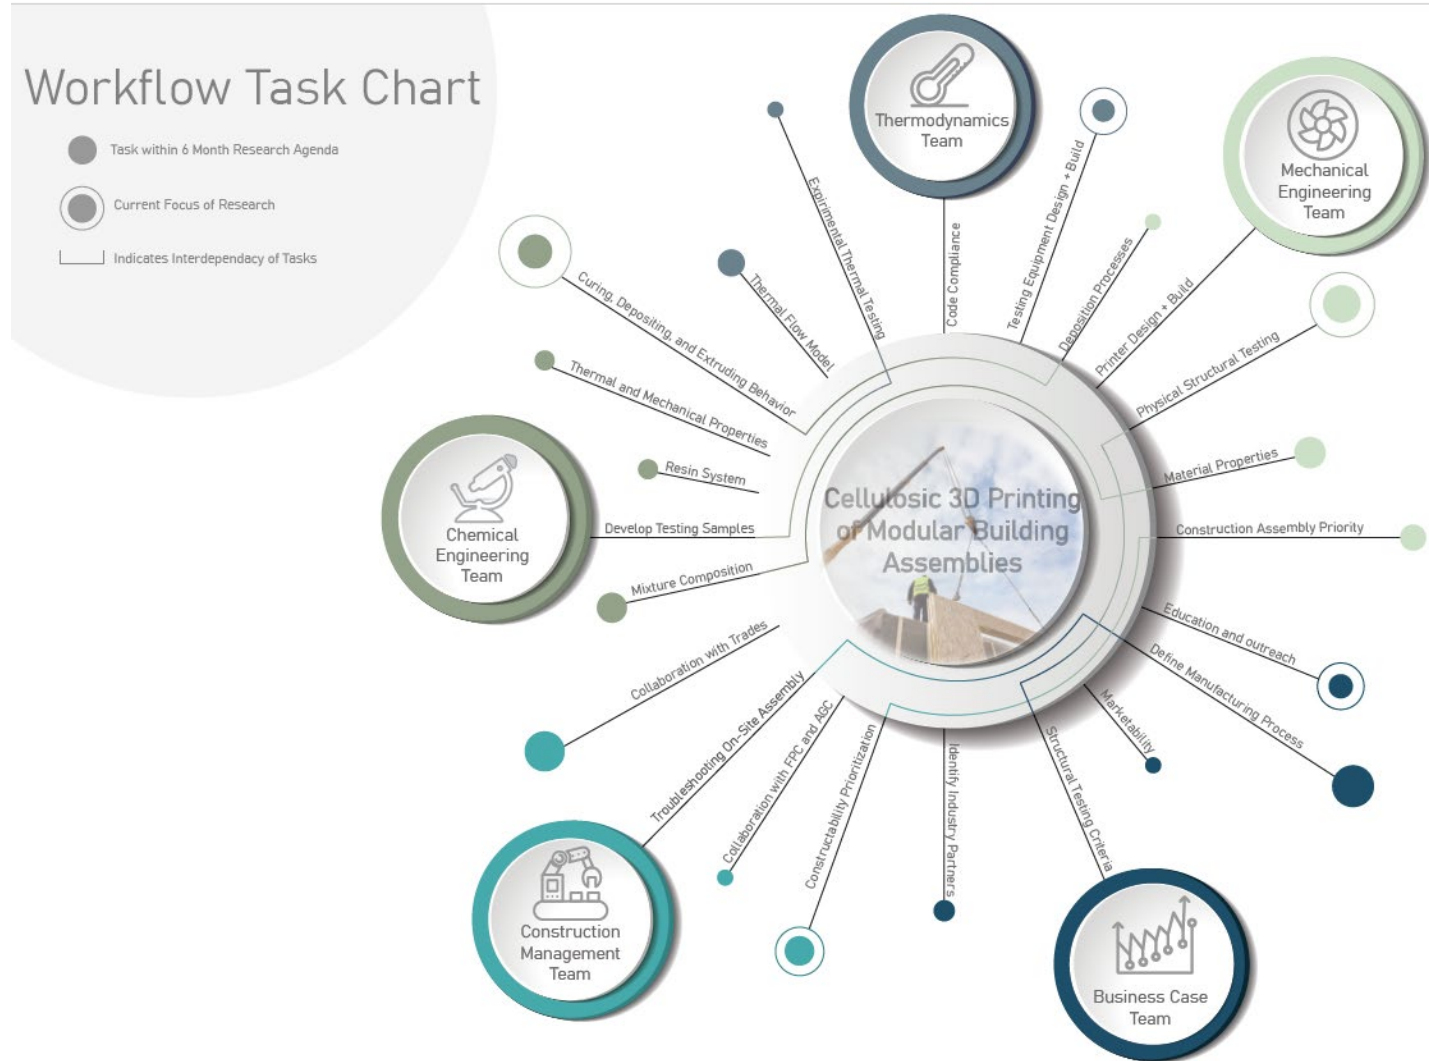 Workflow Task Chart
Task within 6 Month Research Agenda
Current Focus of Research
Indicates Interdependacy of Tasks
Thermodynamics
Team
Mechanical
Engineering
Team
Expirimental Thermal Testing
Code Compliance
Testing Equipment Design + Build
Deposition Processes
Printer Design + Build
Physical Structural Testing
Material Properties
Construction Assembly Priority
Education and outreach
Define Manufacturing Process
Marketability
Structural Testing Criteria
Identify Industry Partners
Constructability Prioritization
Collaboration with FPC and AGC
Troubleshooting On-Site Assembly
Collaboration with Trades
Mixture Composition
Develop Testing Samples
Resin System
Thermal and Mechanical Properties
Curing, Depositing, and Extruding Behavior
Thermal Flow Model
Chemical
Engineering
Team
Cellulosic 3D Printing
of Modular Building
Assemblies
Construction
Management
Team
Business Case
Team